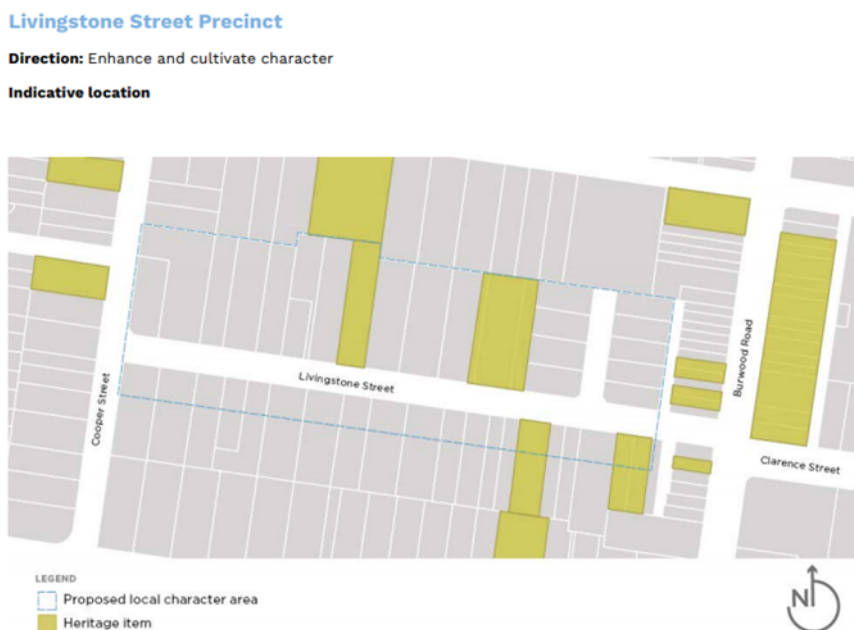 Livingstone Street Precinct
Direction: Enhance and cultivate character
Indicative location
Livingstone Street
Cooper Street
Burwood Road
Clarence Street
LEGEND
Proposed local character area
Heritage item
N